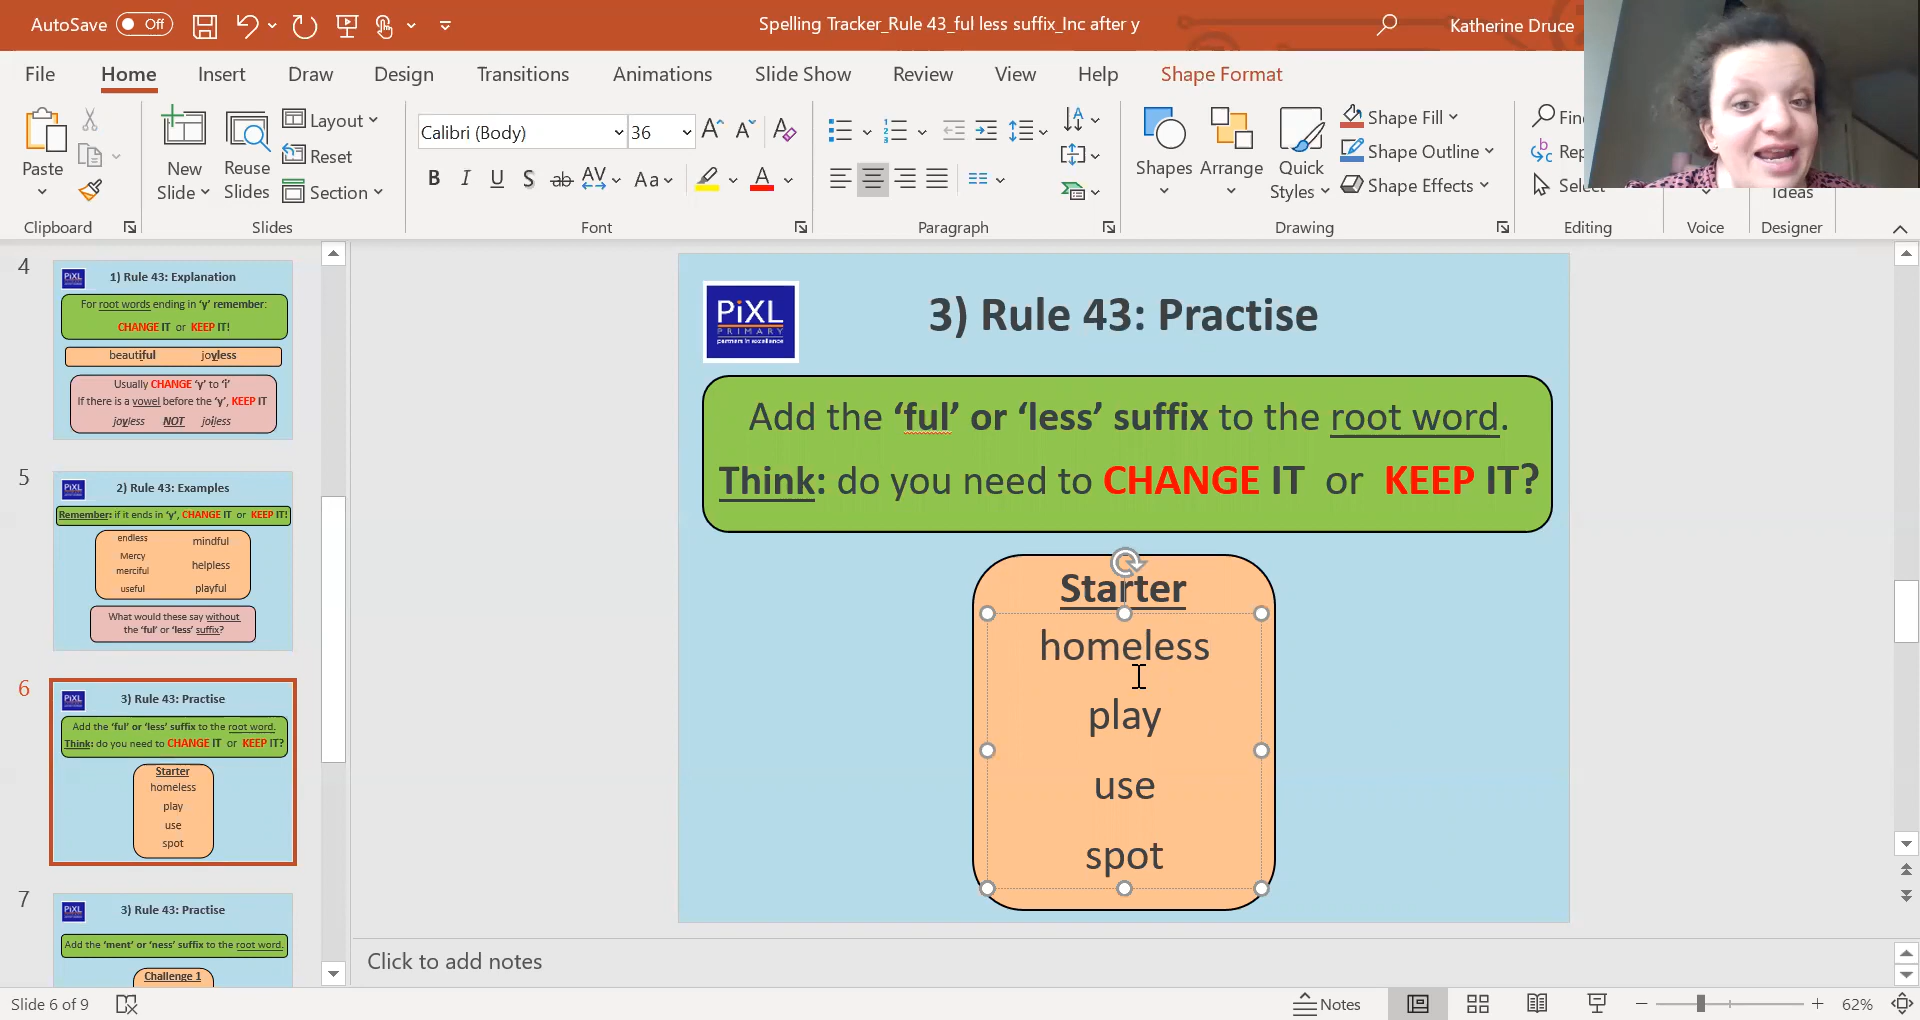 AutoSave Off
Spelling Tracker_Rule 43_ful less suffix_Inc after y
Katherine Druce
File Home Insert Draw Design Transitions Animations Slide Show Review View Help Shape Format
Paste
Clipboard
New Slide
Reuse Slides
Layout
Reset
Section
Slides
Calibri (Body) 36
Font
Paragraph
Shapes
Arrange
Quick Styles
Shape Fill
Shape Outline
Shape Effects
Drawing
Select
Editing
Voice
Ideas
Designer
4
PiXL
1) Rule 43: Explanation
For root words ending in ‘y’ remember:
CHANGE IT or KEEP IT!
beautiful joyless
Usually CHANGE ‘y’ to ‘i’
If there is a vowel before the ‘y’, KEEP IT
joyless NOT joiless
5
PiXL
2) Rule 43: Examples
Remember: if it ends in ‘y’, CHANGE IT or KEEP IT!
endless mindful
Mercy
merciful helpless
useful playful
What would these say without
the ‘ful’ or ‘less’ suffix?
6
PiXL
3) Rule 43: Practise
Add the ‘ful’ or ‘less’ suffix to the root word.
Think: do you need to CHANGE IT or KEEP IT?
Starter
homeless
play
use
spot
7
PiXL
3) Rule 43: Practise
Add the ‘ment’ or ‘ness’ suffix to the root word.
Challenge 1
PiXL
PRIMARY
partners in excellence
3) Rule 43: Practise
Add the ‘ful’ or ‘less’ suffix to the root word.
Think: do you need to CHANGE IT or KEEP IT?
Starter
homeless
play
use
spot
Click to add notes
Slide 6 of 9
Notes
62%